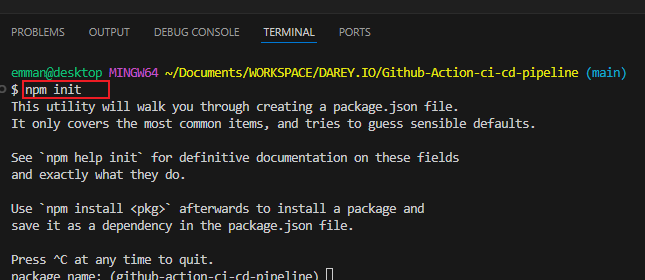 PROBLEMS OUTPUT DEBUG CONSOLE TERMINAL PORTS
emman@desktop MINGW64 ~/Documents/WORKSPACE/DAREY.IO/Github-Action-ci-cd-pipeline (main)
$ npm init
This utility will walk you through creating a package.json file.
It only covers the most common items, and tries to guess sensible defaults.
See `npm help init` for definitive documentation on these fields
and exactly what they do.
Use `npm install <pkg>` afterwards to install a package and
save it as a dependency in the package.json file.
Press ^C at any time to quit.
package name: (github-action-ci-cd-pipeline)